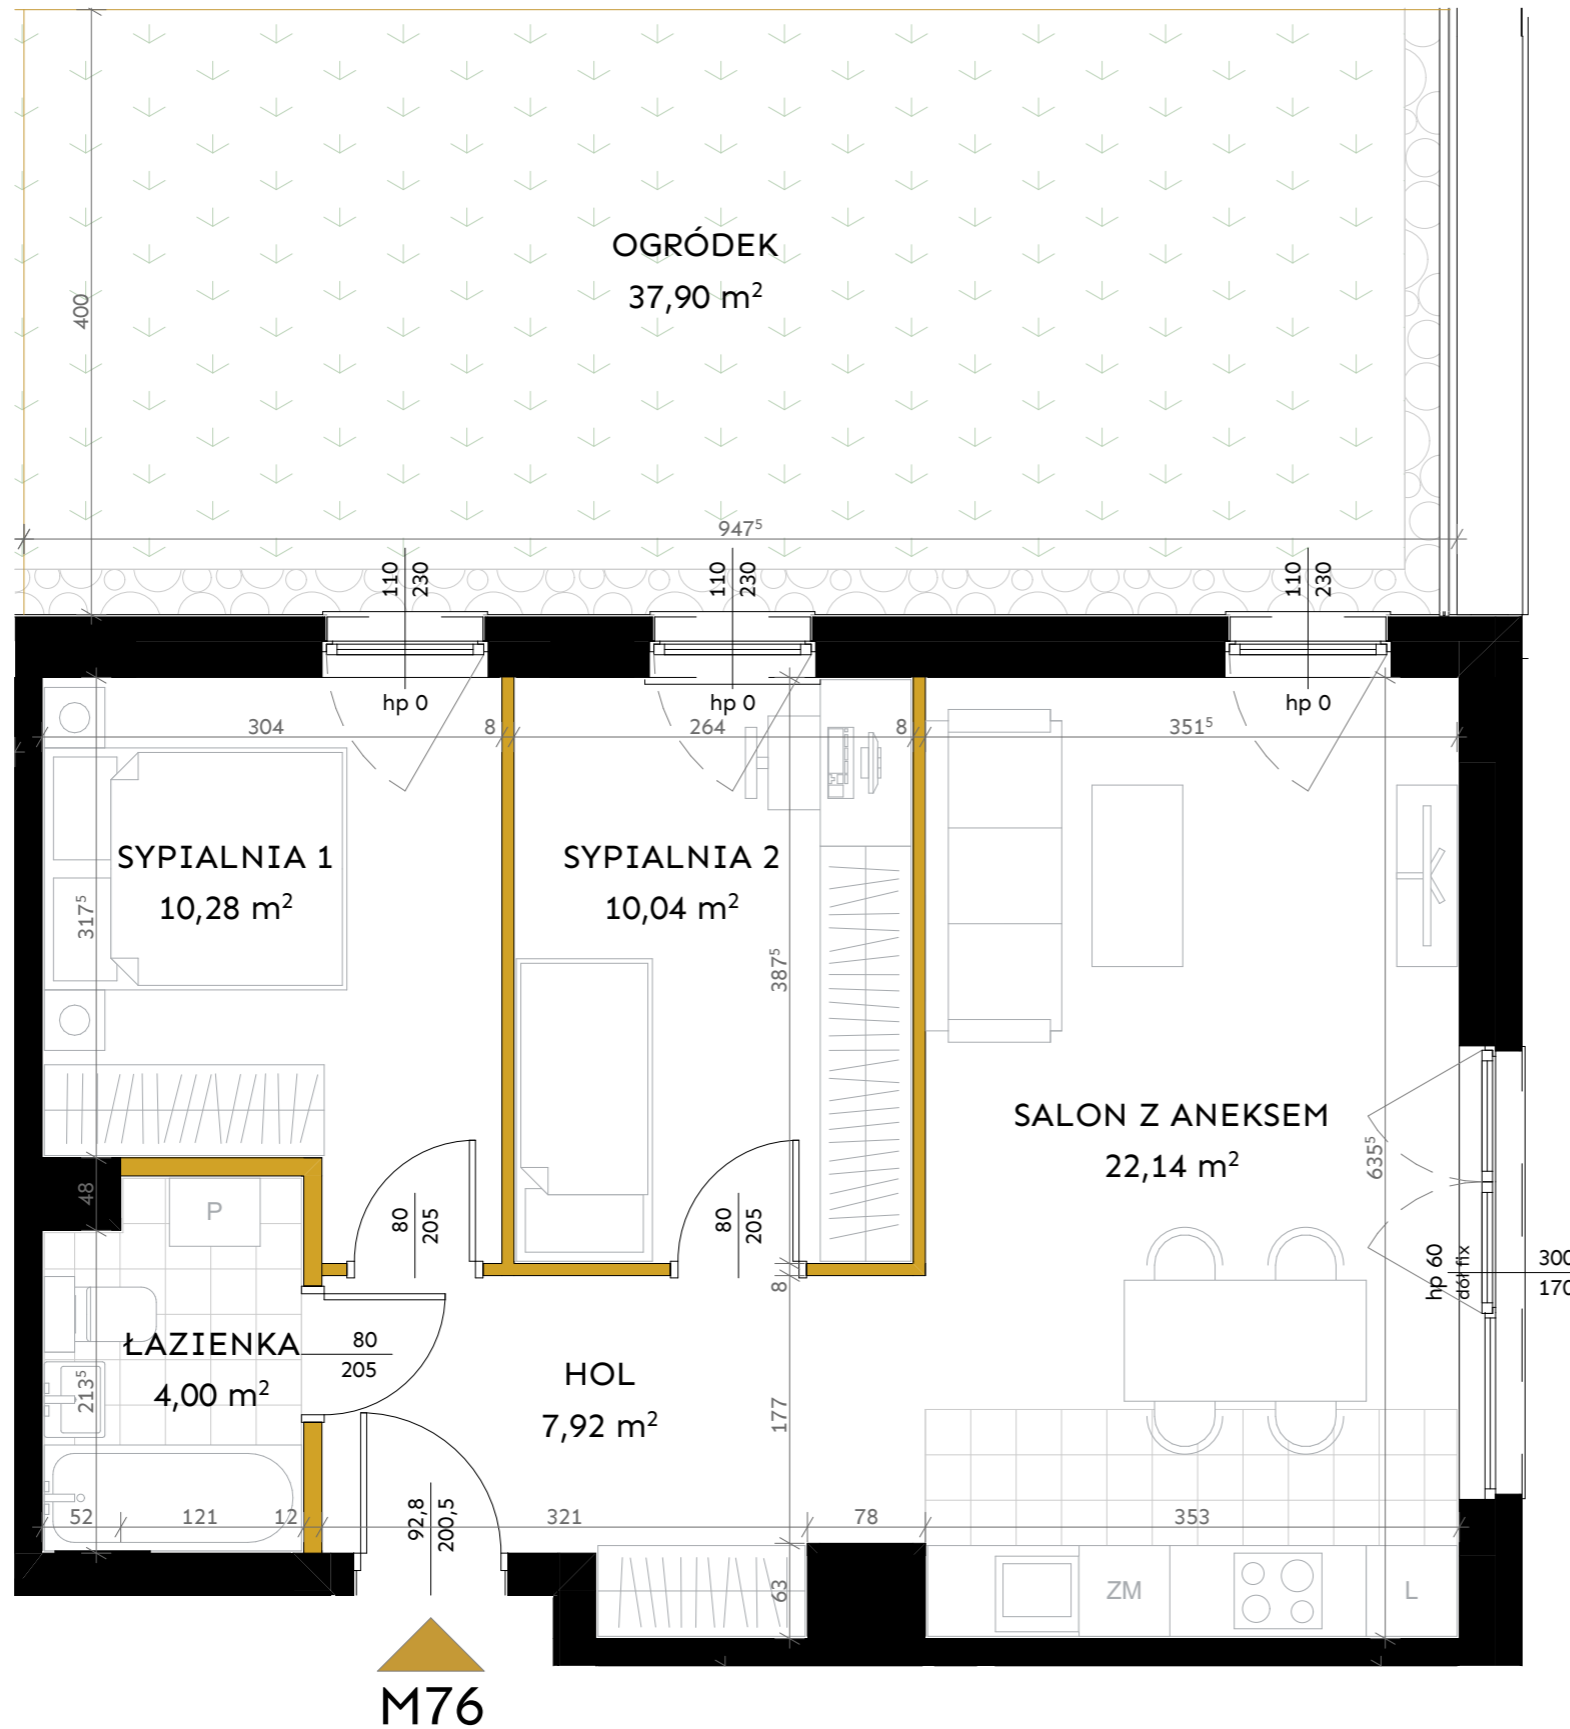 OGRÓDEK
37,90 m²
400
947⁵
110
230
110
230
110
230
hp 0
hp 0
hp 0
304
8
264
8
351⁵
SYPIALNIA 1
10,28 m²
SYPIALNIA 2
10,04 m²
317⁵
387⁵
SALON Z ANEKSEM
22,14 m²
635⁵
48
P
80
205
80
205
hp 60
dół fix
300
170
8
ŁAZIENKA
4,00 m²
213⁵
80
205
HOL
7,92 m²
177
52
121
12
92,8
200,5
321
78
353
63
ZM
L
M76